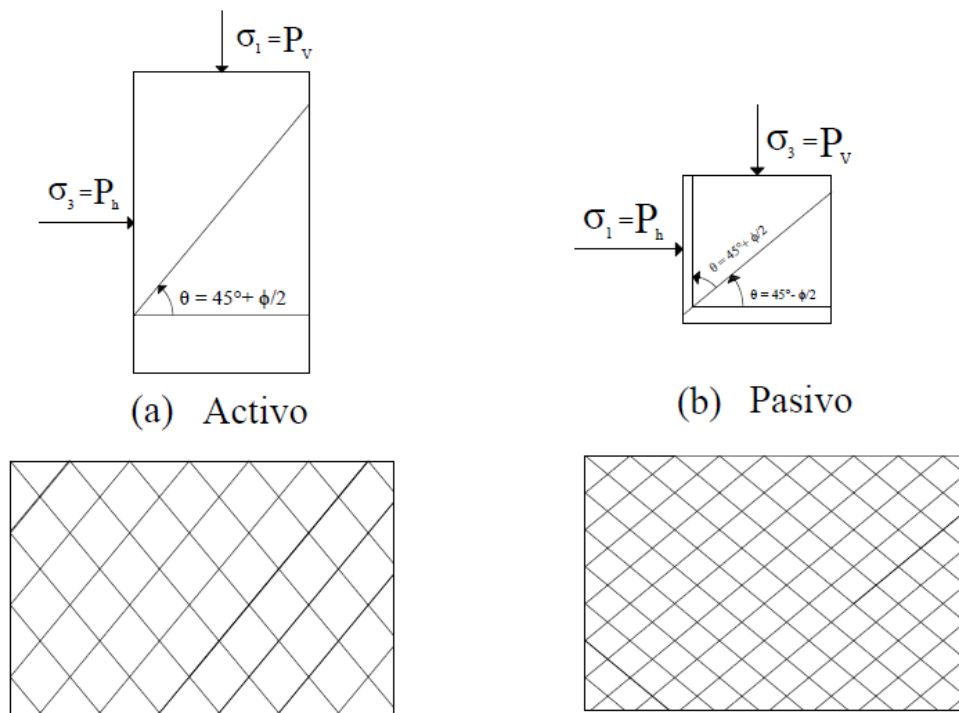 σ₁ = Pᵥ
σ₃ = Pₕ
θ = 45°+ ϕ/2
(a) Activo
σ₃ = Pᵥ
σ₁ = Pₕ
θ = 45°+ ϕ/2
θ = 45°- ϕ/2
(b) Pasivo